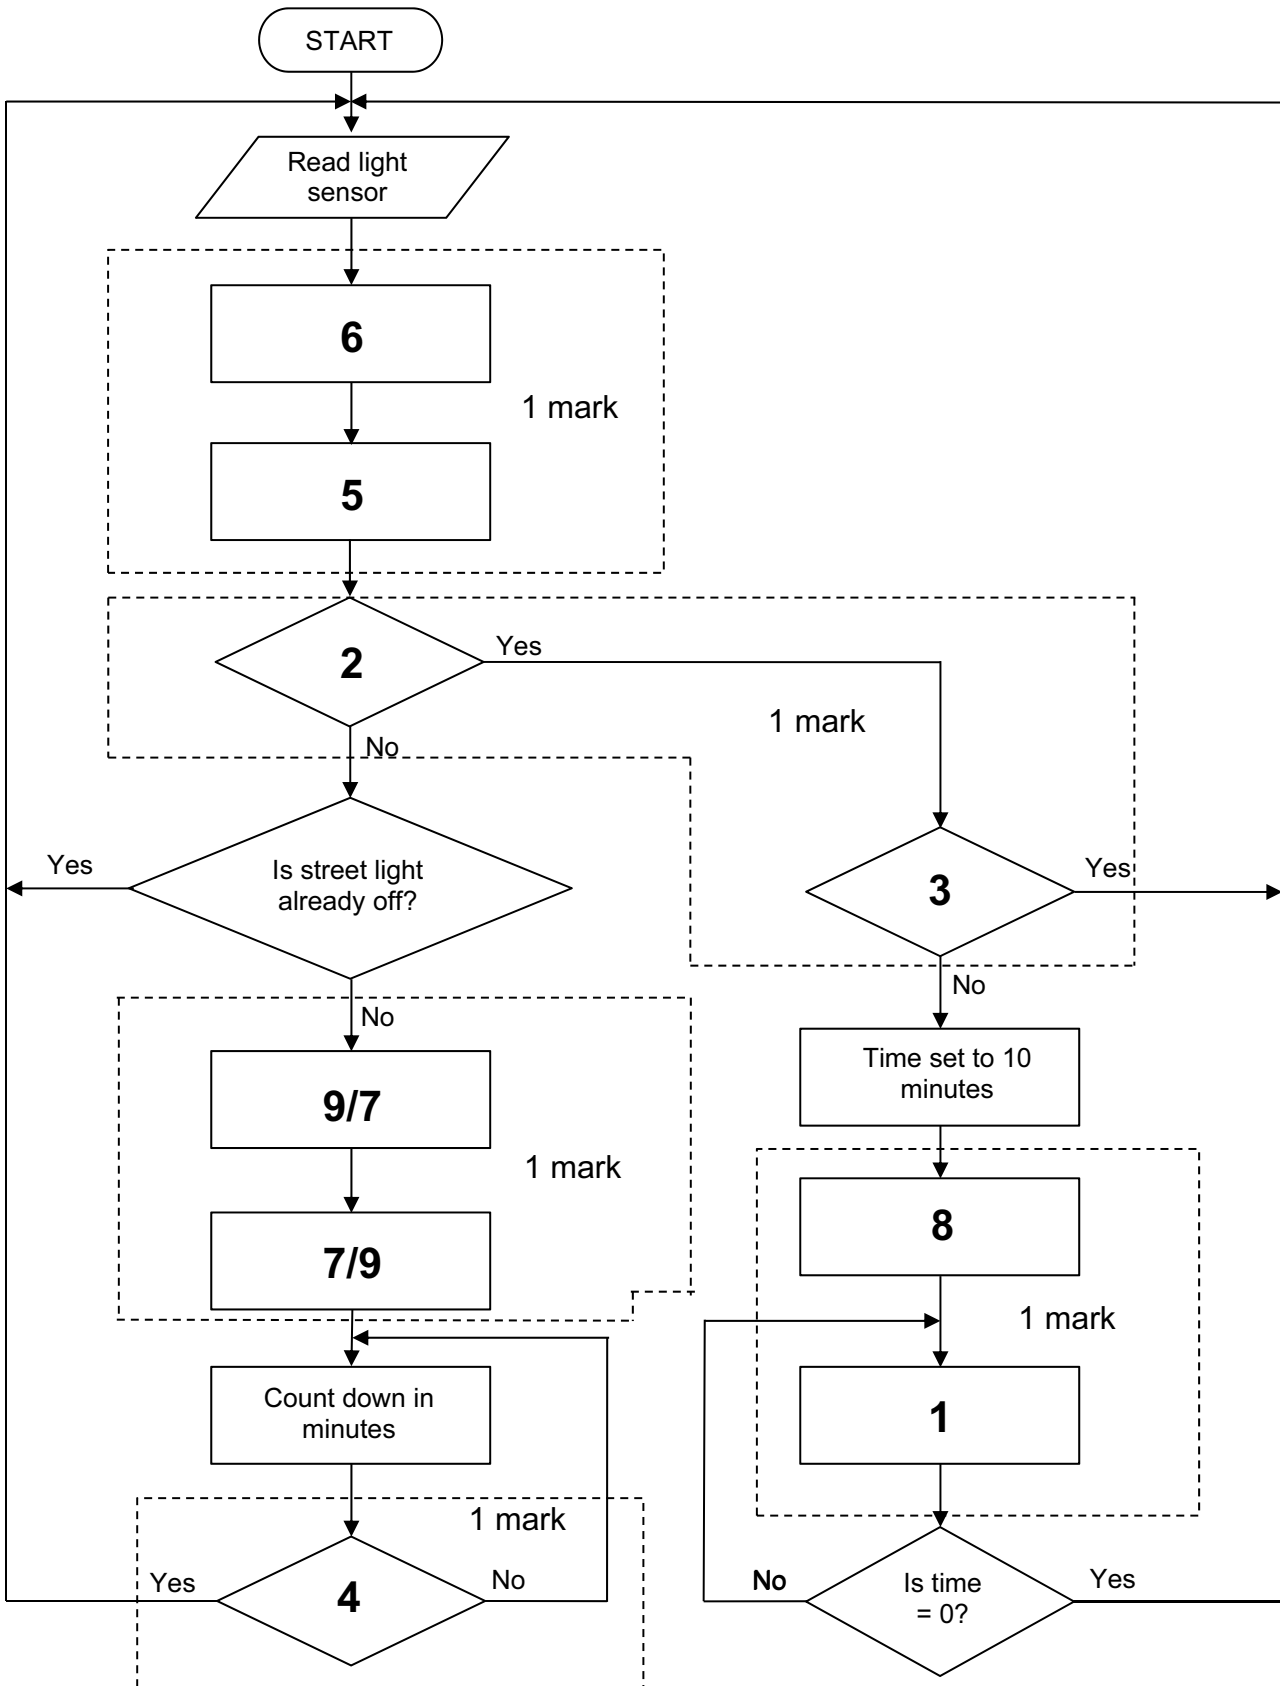 START
Read light
sensor
6
1 mark
5
2
Yes
1 mark
No
Is street light
already off?
Yes
3
Yes
No
No
Time set to 10
minutes
9/7
1 mark
7/9
8
1 mark
1
Count down in
minutes
1 mark
4
Yes
No
Is time
= 0?
No
Yes